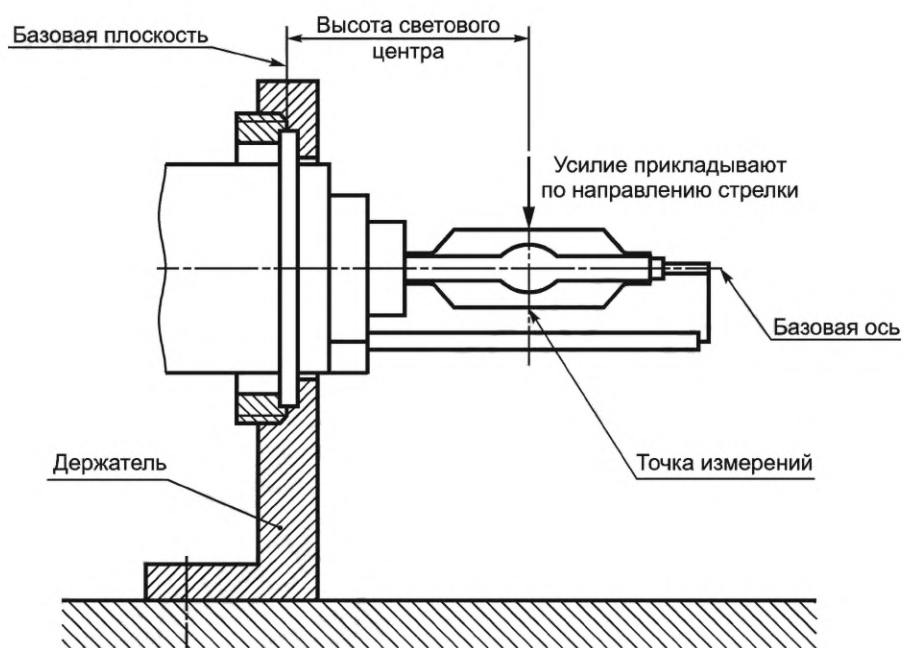 Базовая плоскость
Высота светового
центра
Усилие прикладывают
по направлению стрелки
Базовая ось
Держатель
Точка измерений